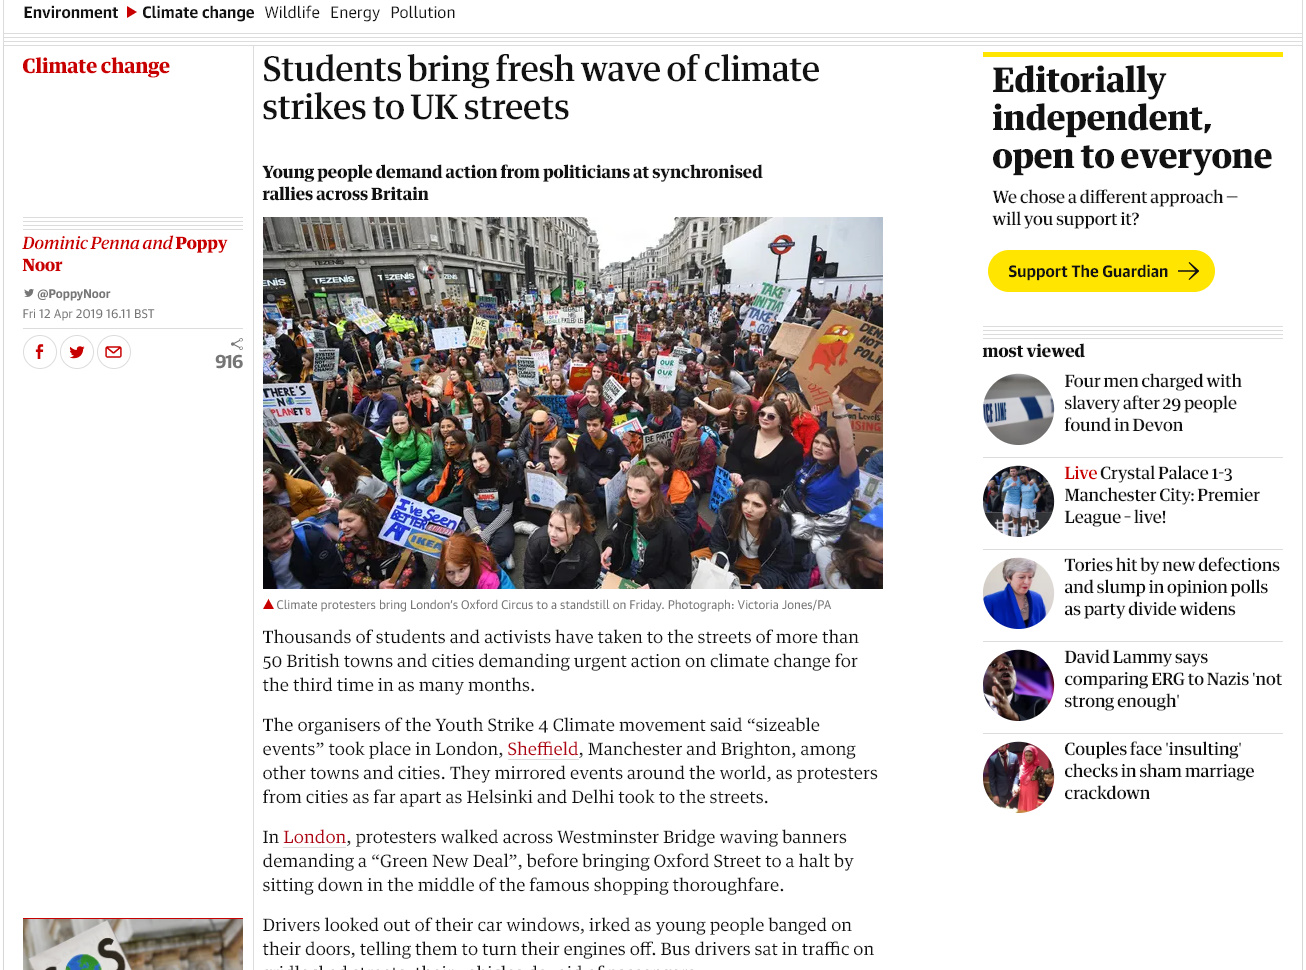 Environment Climate change Wildlife Energy Pollution
Climate change
Students bring fresh wave of climate
strikes to UK streets
Young people demand action from politicians at synchronised
rallies across Britain
Dominic Penna and Poppy
Noor
@PoppyNoor
Fri 12 Apr 2019 16.11 BST
916
TEZENIS
TEZENIS
TEZENIS
TAKE
THERE'S
NO
PLANET B
OUR
I've Seen
BETTER
AT IKEA
Climate protesters bring London's Oxford Circus to a standstill on Friday. Photograph: Victoria Jones/PA
Thousands of students and activists have taken to the streets of more than
50 British towns and cities demanding urgent action on climate change for
the third time in as many months.
The organisers of the Youth Strike 4 Climate movement said “sizeable
events” took place in London, Sheffield, Manchester and Brighton, among
other towns and cities. They mirrored events around the world, as protesters
from cities as far apart as Helsinki and Delhi took to the streets.
In London, protesters walked across Westminster Bridge waving banners
demanding a “Green New Deal”, before bringing Oxford Street to a halt by
sitting down in the middle of the famous shopping thoroughfare.
Drivers looked out of their car windows, irked as young people banged on
their doors, telling them to turn their engines off. Bus drivers sat in traffic on
Editorially
independent,
open to everyone
We chose a different approach —
will you support it?
Support The Guardian
most viewed
Four men charged with
slavery after 29 people
found in Devon
Live Crystal Palace 1-3
Manchester City: Premier
League – live!
Tories hit by new defections
and slump in opinion polls
as party divide widens
David Lammy says
comparing ERG to Nazis 'not
strong enough'
Couples face 'insulting'
checks in sham marriage
crackdown